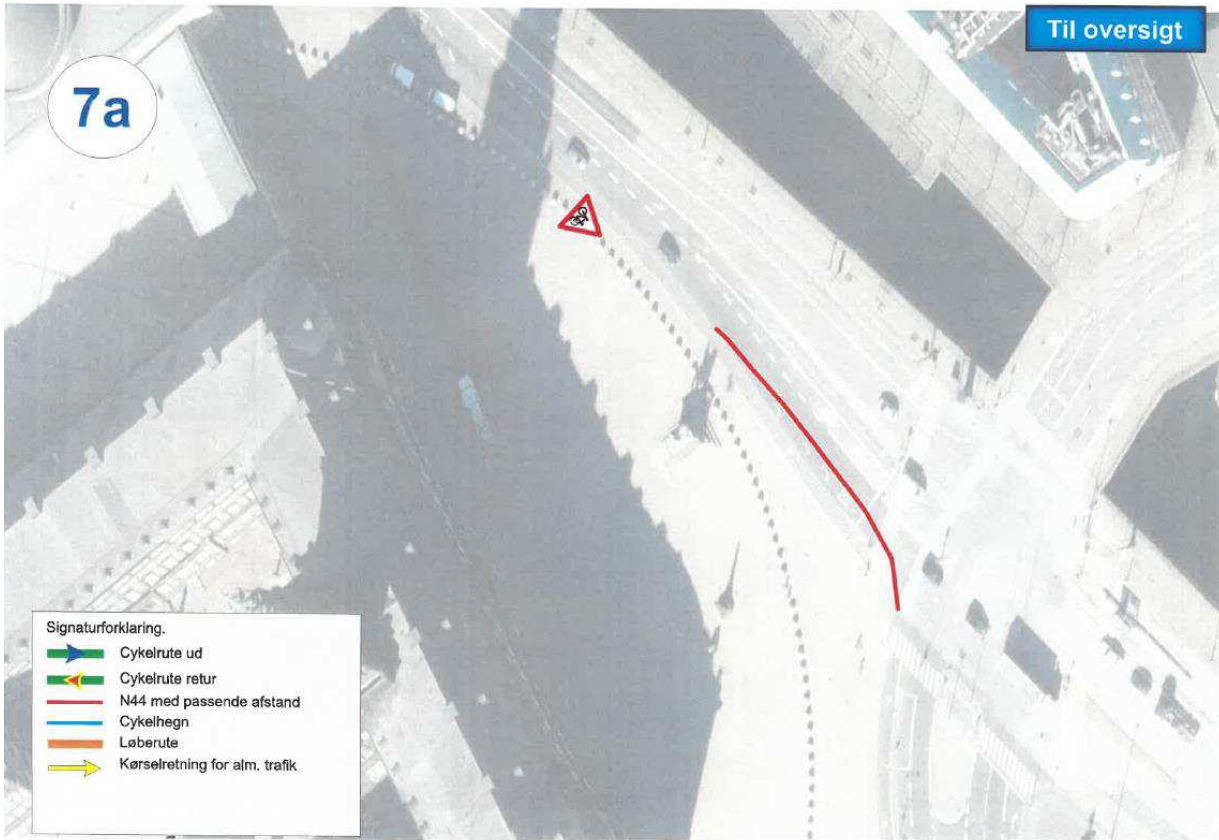 Til oversigt
7a
Signaturforklaring.
Cykelrute ud
Cykelrute retur
N44 med passende afstand
Cykelhegn
Løberute
Kørselretning for alm. trafik